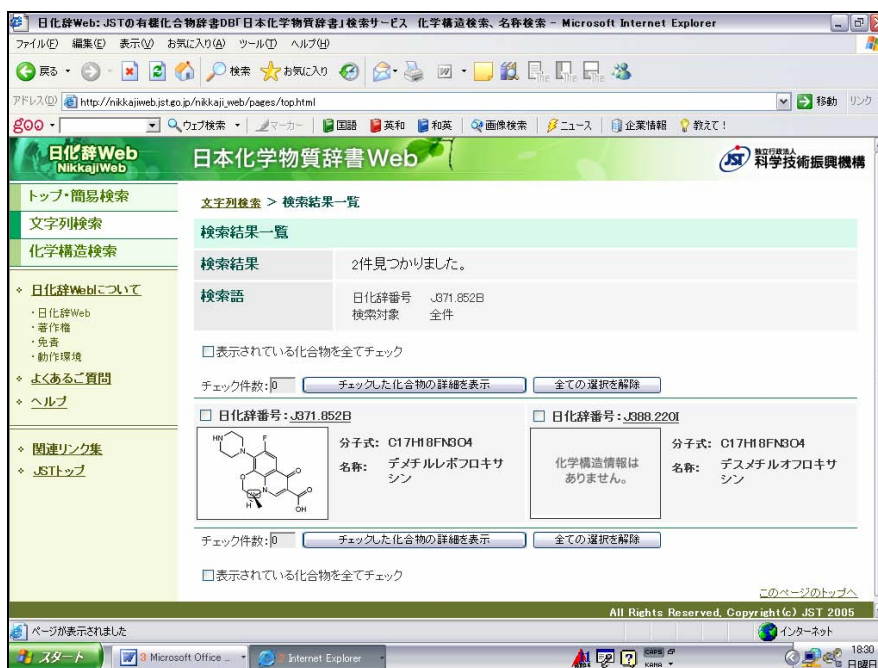 日化辞Web: JSTの有機化合物辞書DB「日本化学物質辞書」検索サービス 化学構造検索、名称検索 - Microsoft Internet Explorer
ファイル(F) 編集(E) 表示(V) お気に入り(A) ツール(T) ヘルプ(H)
戻る 検索 お気に入り
アドレス(D) http://nikkajiweb.jst.go.jp/nikkaji_web/pages/top.html 移動 リンク
goo ウェブ検索 マーカー 国語 英和 和英 画像検索 ニュース 企業情報 教えて!
日化辞Web
NikkajiWeb
日本化学物質辞書Web
JST 独立行政法人
科学技術振興機構
トップ・簡易検索
文字列検索
化学構造検索
日化辞Webについて
・日化辞Web
・著作権
・免責
・動作環境
よくあるご質問
ヘルプ
関連リンク集
JSTトップ
文字列検索 > 検索結果一覧
検索結果一覧
検索結果 2件見つかりました。
検索語 日化辞番号 J371.852B
検索対象 全件
表示されている化合物を全てチェック
チェック件数:0 チェックした化合物の詳細を表示 全ての選択を解除
日化辞番号:J371.852B
HN
N
F
O
N
O
O
H
OH
分子式: C17H18FN3O4
名称: デメチルレボフロキサ
シン
日化辞番号:J388.220I
化学構造情報は
ありません。
分子式: C17H18FN3O4
名称: デスメチルオフロキサ
シン
チェック件数:0 チェックした化合物の詳細を表示 全ての選択を解除
表示されている化合物を全てチェック
このページのトップへ
All Rights Reserved, Copyright(c) JST 2005
ページが表示されました インターネット
スタート 3 Microsoft Office ... Internet Explorer CAPS KANA 18:30
日曜日